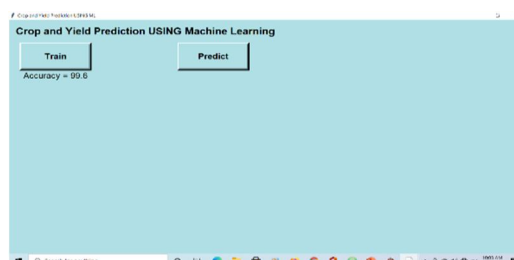 Crop and Yield Prediction USING Machine Learning
Train
Predict
Accuracy = 99.6